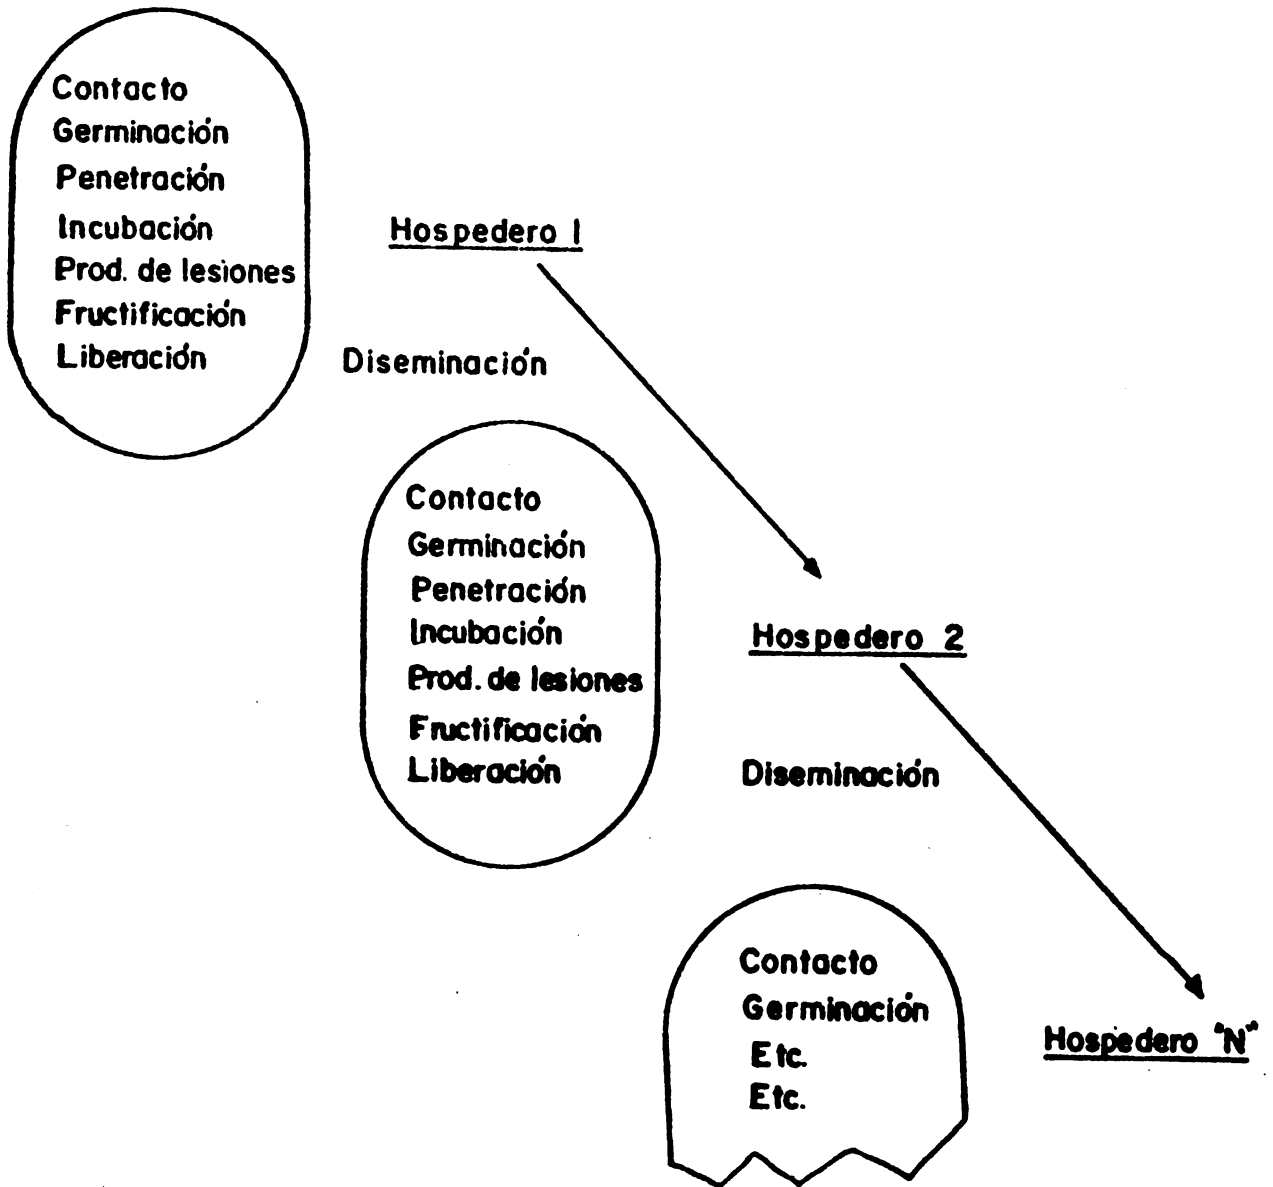 Contacto
Germinación
Penetración
Incubación
Prod. de lesiones
Fructificación
Liberación
Hospedero 1
Diseminación
Contacto
Germinación
Penetración
Incubación
Prod. de lesiones
Fructificación
Liberación
Hospedero 2
Diseminación
Contacto
Germinación
Etc.
Etc.
Hospedero "N"